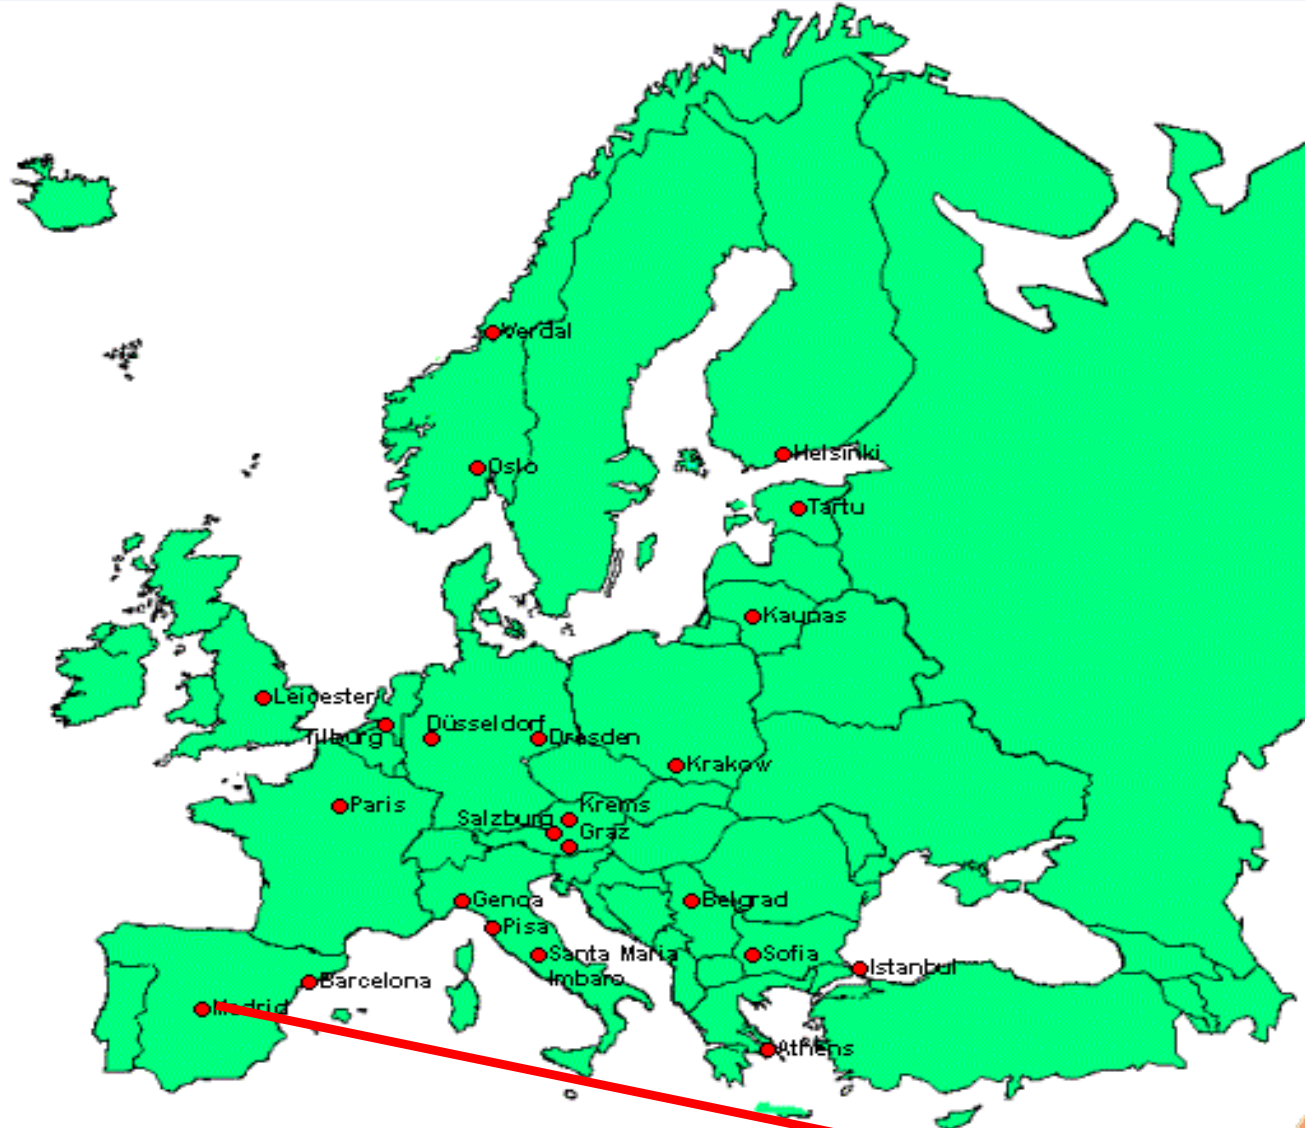 Verdal
Helsinki
Oslo
Tartu
Kaunas
Leicester
Düsseldorf
Tilburg
Dresden
Krakow
Paris
Krems
Salzburg
Graz
Genoa
Belgrad
Pisa
Santa Maria
Imbaro
Sofia
Istanbul
Barcelona
Madrid
Athens